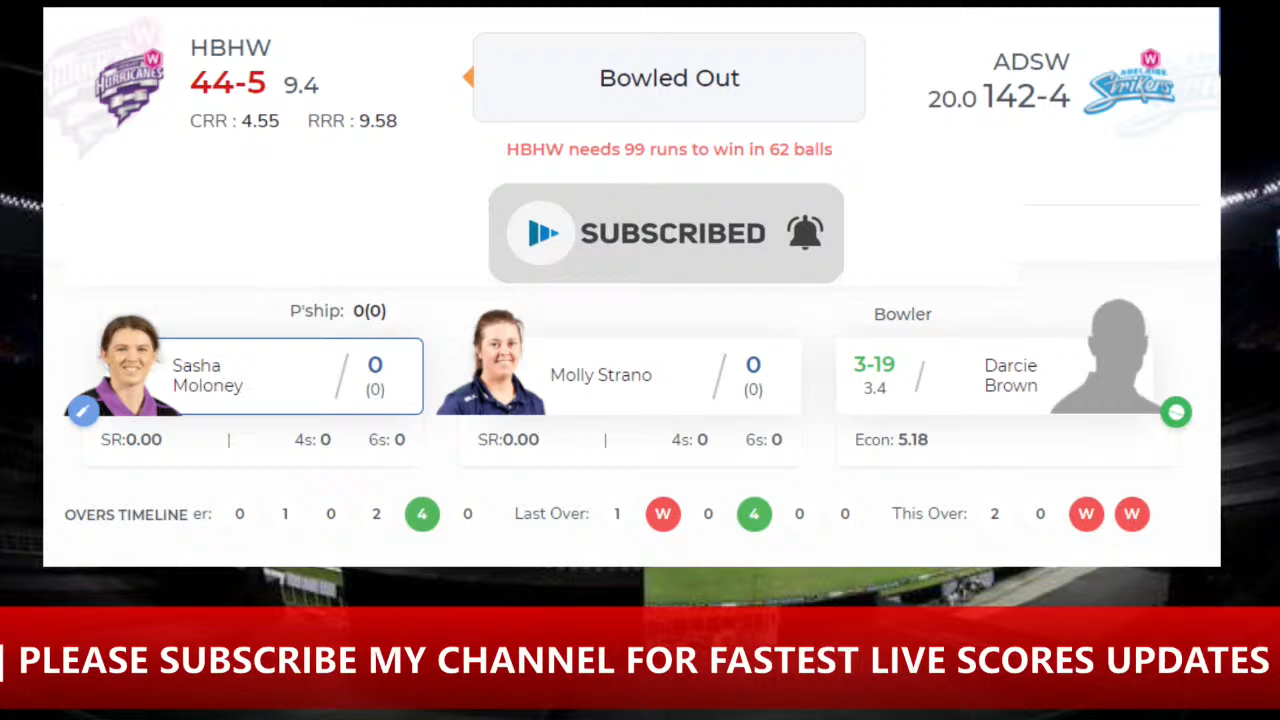 HBHW
44-5 9.4
CRR : 4.55 RRR : 9.58
Bowled Out
HBHW needs 99 runs to win in 62 balls
ADSW
20.0 142-4
HURRICANES
W
W
ADELAIDE
Strikers
SUBSCRIBED
P'ship: 0(0)
Sasha
Moloney
0
(0)
SR:0.00 | 4s: 0 6s: 0
Molly Strano
0
(0)
SR:0.00 | 4s: 0 6s: 0
Bowler
3-19
3.4
Darcie
Brown
Econ: 5.18
OVERS TIMELINE er: 0 1 0 2 4 0 Last Over: 1 W 0 4 0 0 This Over: 2 0 W W
| PLEASE SUBSCRIBE MY CHANNEL FOR FASTEST LIVE SCORES UPDATES